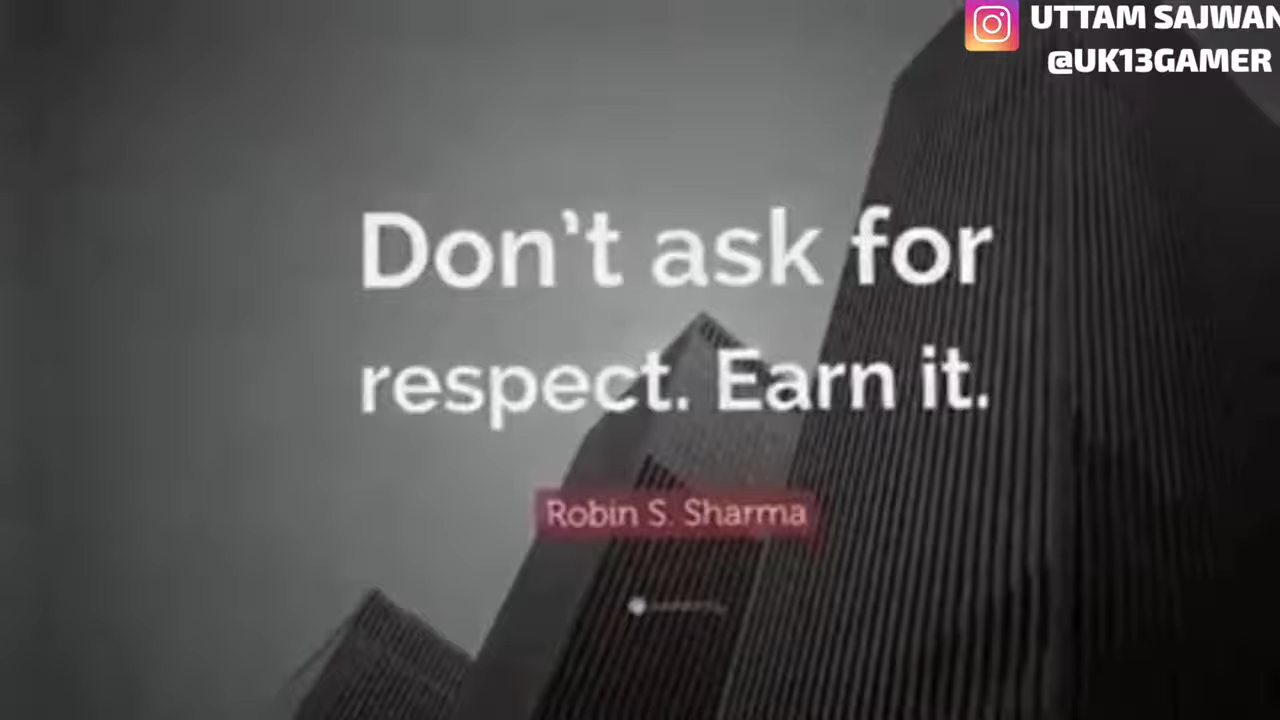 UTTAM SAJWAN
@UK13GAMER
Don't ask for
respect. Earn it.
Robin S. Sharma